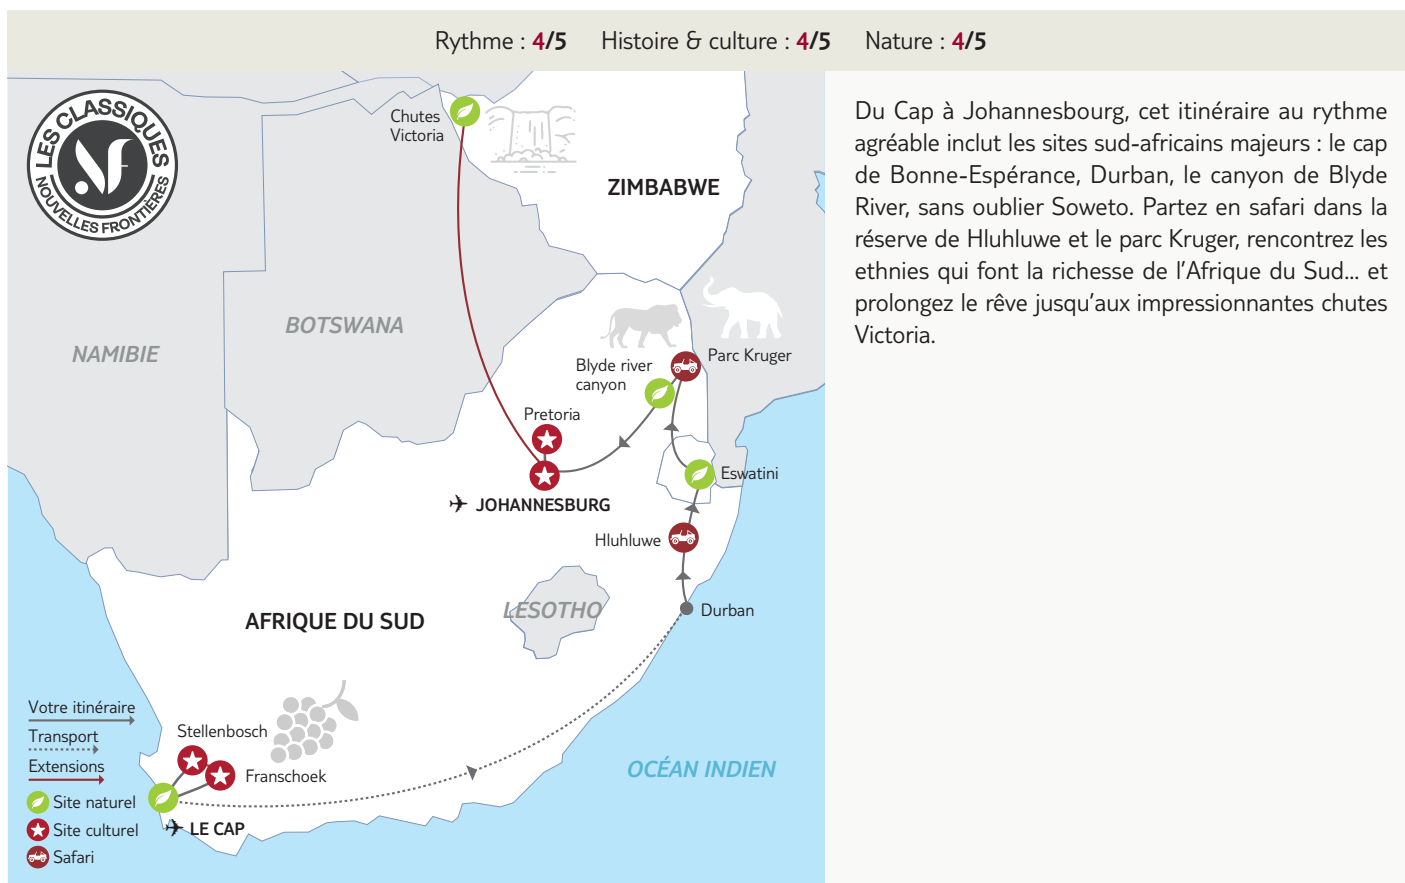 Rythme : 4/5 Histoire & culture : 4/5 Nature : 4/5
LES CLASSIQUES
NF
NOUVELLES FRONTIÈRES
Chutes
Victoria
ZIMBABWE
BOTSWANA
NAMIBIE
Blyde river
canyon
Parc Kruger
Pretoria
JOHANNESBURG
Eswatini
Hluhluwe
LESOTHO
Durban
AFRIQUE DU SUD
Votre itinéraire
Transport
Extensions
Site naturel
Site culturel
Safari
Stellenbosch
Franschoek
LE CAP
OCÉAN INDIEN
Du Cap à Johannesbourg, cet itinéraire au rythme
agréable inclut les sites sud-africains majeurs : le cap
de Bonne-Espérance, Durban, le canyon de Blyde
River, sans oublier Soweto. Partez en safari dans la
réserve de Hluhluwe et le parc Kruger, rencontrez les
ethnies qui font la richesse de l’Afrique du Sud... et
prolongez le rêve jusqu’aux impressionnantes chutes
Victoria.